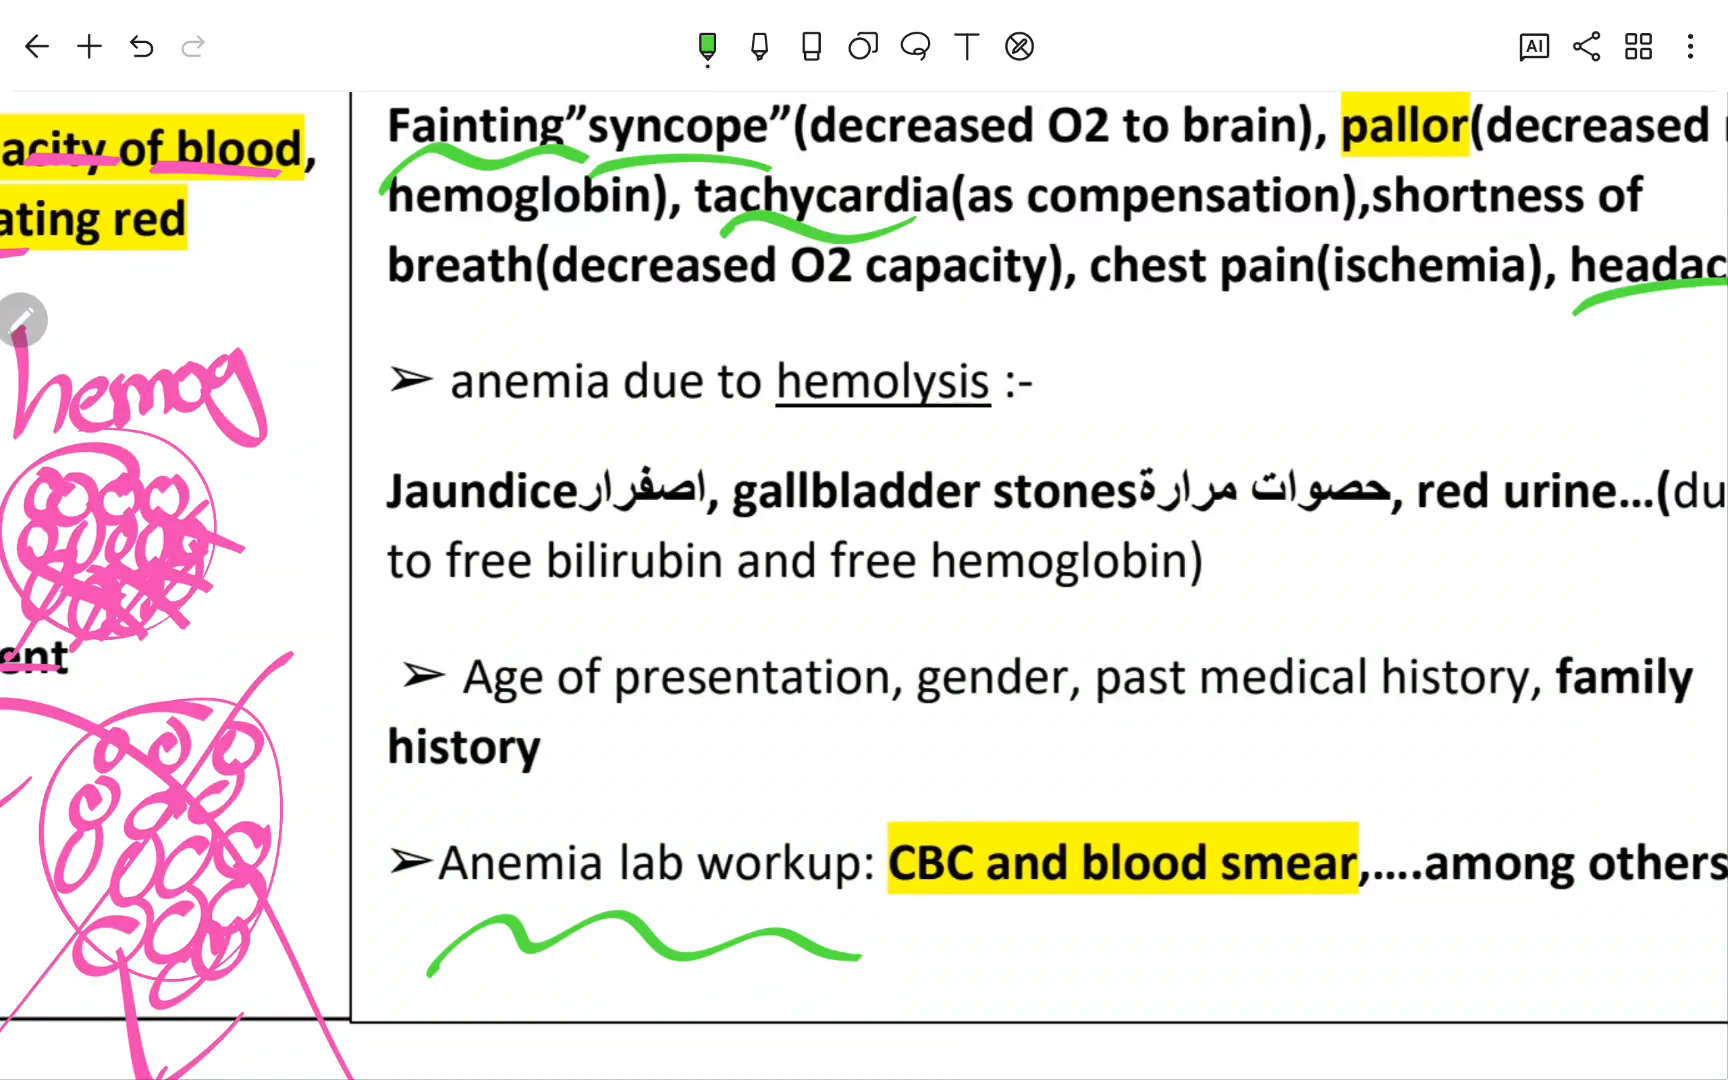 AI
acity of blood,
ating red
hemog
ent
Fainting”syncope”(decreased O2 to brain), pallor(decreased
hemoglobin), tachycardia(as compensation),shortness of
breath(decreased O2 capacity), chest pain(ischemia), headac
➢ anemia due to hemolysis :-
Jaundiceاصفرار, gallbladder stonesحصوات مرارة, red urine...(du
to free bilirubin and free hemoglobin)
➢ Age of presentation, gender, past medical history, family
history
➢Anemia lab workup: CBC and blood smear,....among others